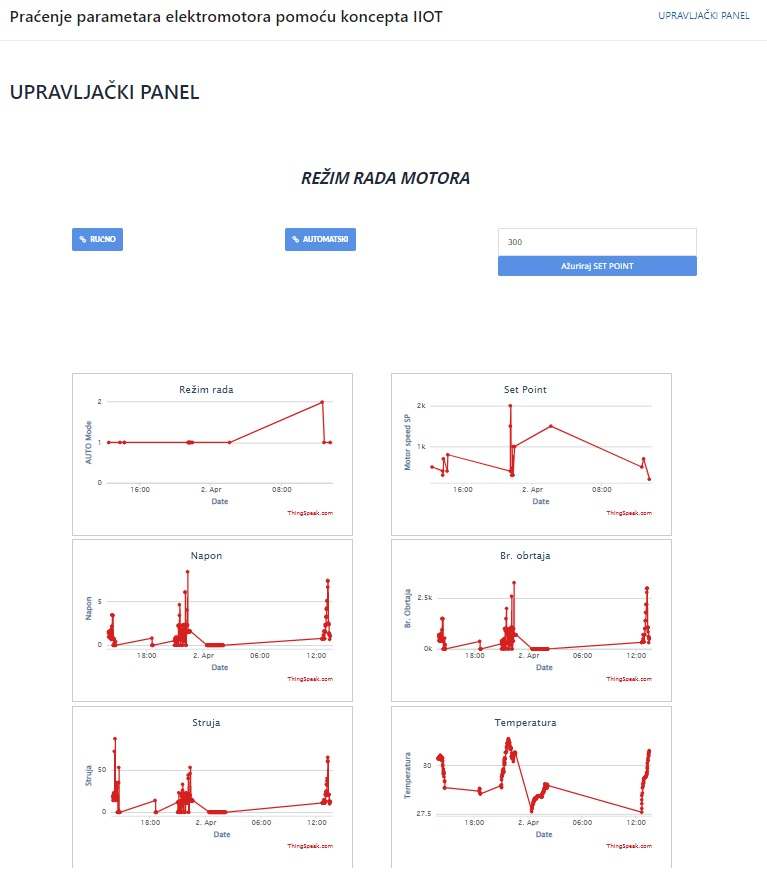 Praćenje parametara elektromotora pomoću koncepta IIOT
UPRAVLJAČKI PANEL
UPRAVLJAČKI PANEL
REŽIM RADA MOTORA
RUČNO
AUTOMATSKI
300
Ažuriraj SET POINT
Režim rada
AUTO Mode
2
1
0
16:00
2. Apr
08:00
Date
ThingSpeak.com
Set Point
Motor speed SP
2k
1k
16:00
2. Apr
08:00
Date
ThingSpeak.com
Napon
Napon
5
0
18:00
2. Apr
06:00
12:00
Date
ThingSpeak.com
Br. obrtaja
Br. Obrtaja
2.5k
0k
18:00
2. Apr
06:00
12:00
Date
ThingSpeak.com
Struja
Struja
50
0
18:00
2. Apr
06:00
12:00
Date
ThingSpeak.com
Temperatura
Temperatura
80
27.5
18:00
2. Apr
06:00
12:00
Date
ThingSpeak.com